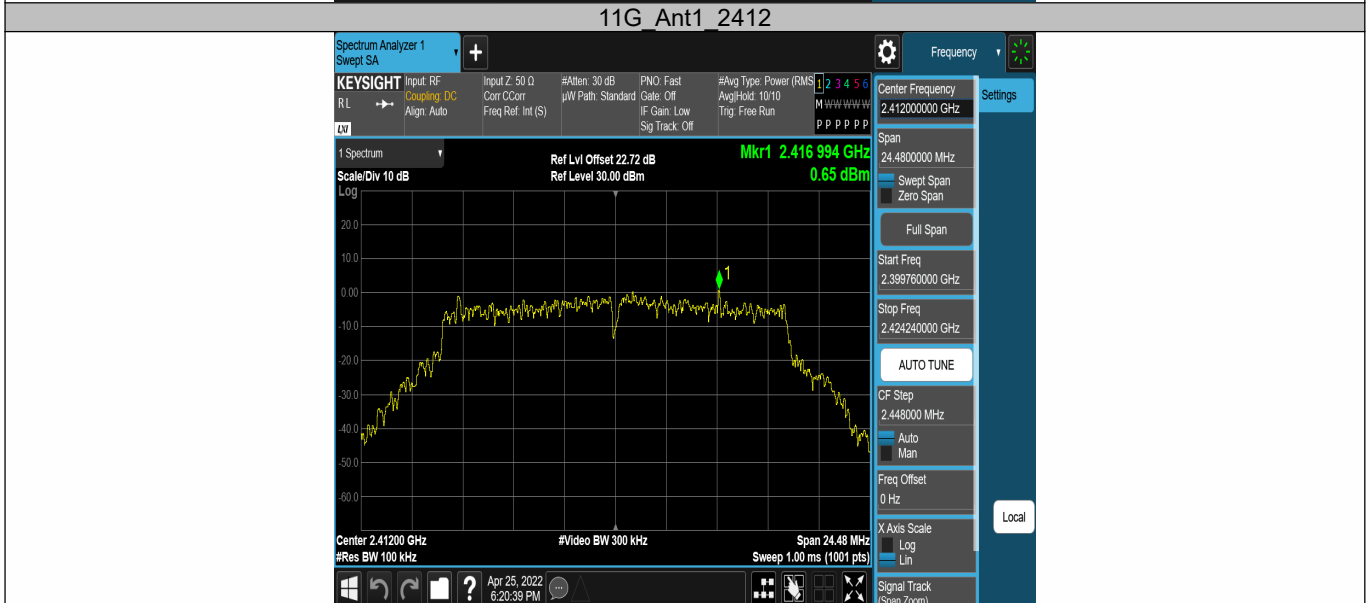 11G_Ant1_2412
Spectrum Analyzer 1
Swept SA
+
Frequency
KEYSIGHT
RL
LXI
Input: RF
Coupling: DC
Align: Auto
Input Z: 50 Ω
Corr CCorr
Freq Ref: Int (S)
#Atten: 30 dB
µW Path: Standard
PNO: Fast
Gate: Off
IF Gain: Low
Sig Track: Off
#Avg Type: Power (RMS
Avg|Hold: 10/10
Trig: Free Run
1 2 3 4 5 6
M W W W W W
P P P P P P
1 Spectrum
Scale/Div 10 dB
Ref Lvl Offset 22.72 dB
Ref Level 30.00 dBm
Mkr1 2.416 994 GHz
0.65 dBm
Log
20.0
10.0
0.00
-10.0
-20.0
-30.0
-40.0
-50.0
-60.0
1
Center 2.41200 GHz
#Res BW 100 kHz
#Video BW 300 kHz
Span 24.48 MHz
Sweep 1.00 ms (1001 pts)
Center Frequency
2.412000000 GHz
Settings
Span
24.4800000 MHz
Swept Span
Zero Span
Full Span
Start Freq
2.399760000 GHz
Stop Freq
2.424240000 GHz
AUTO TUNE
CF Step
2.448000 MHz
Auto
Man
Freq Offset
0 Hz
X Axis Scale
Log
Lin
Local
Signal Track
(Span Zoom)
?
Apr 25, 2022
6:20:39 PM